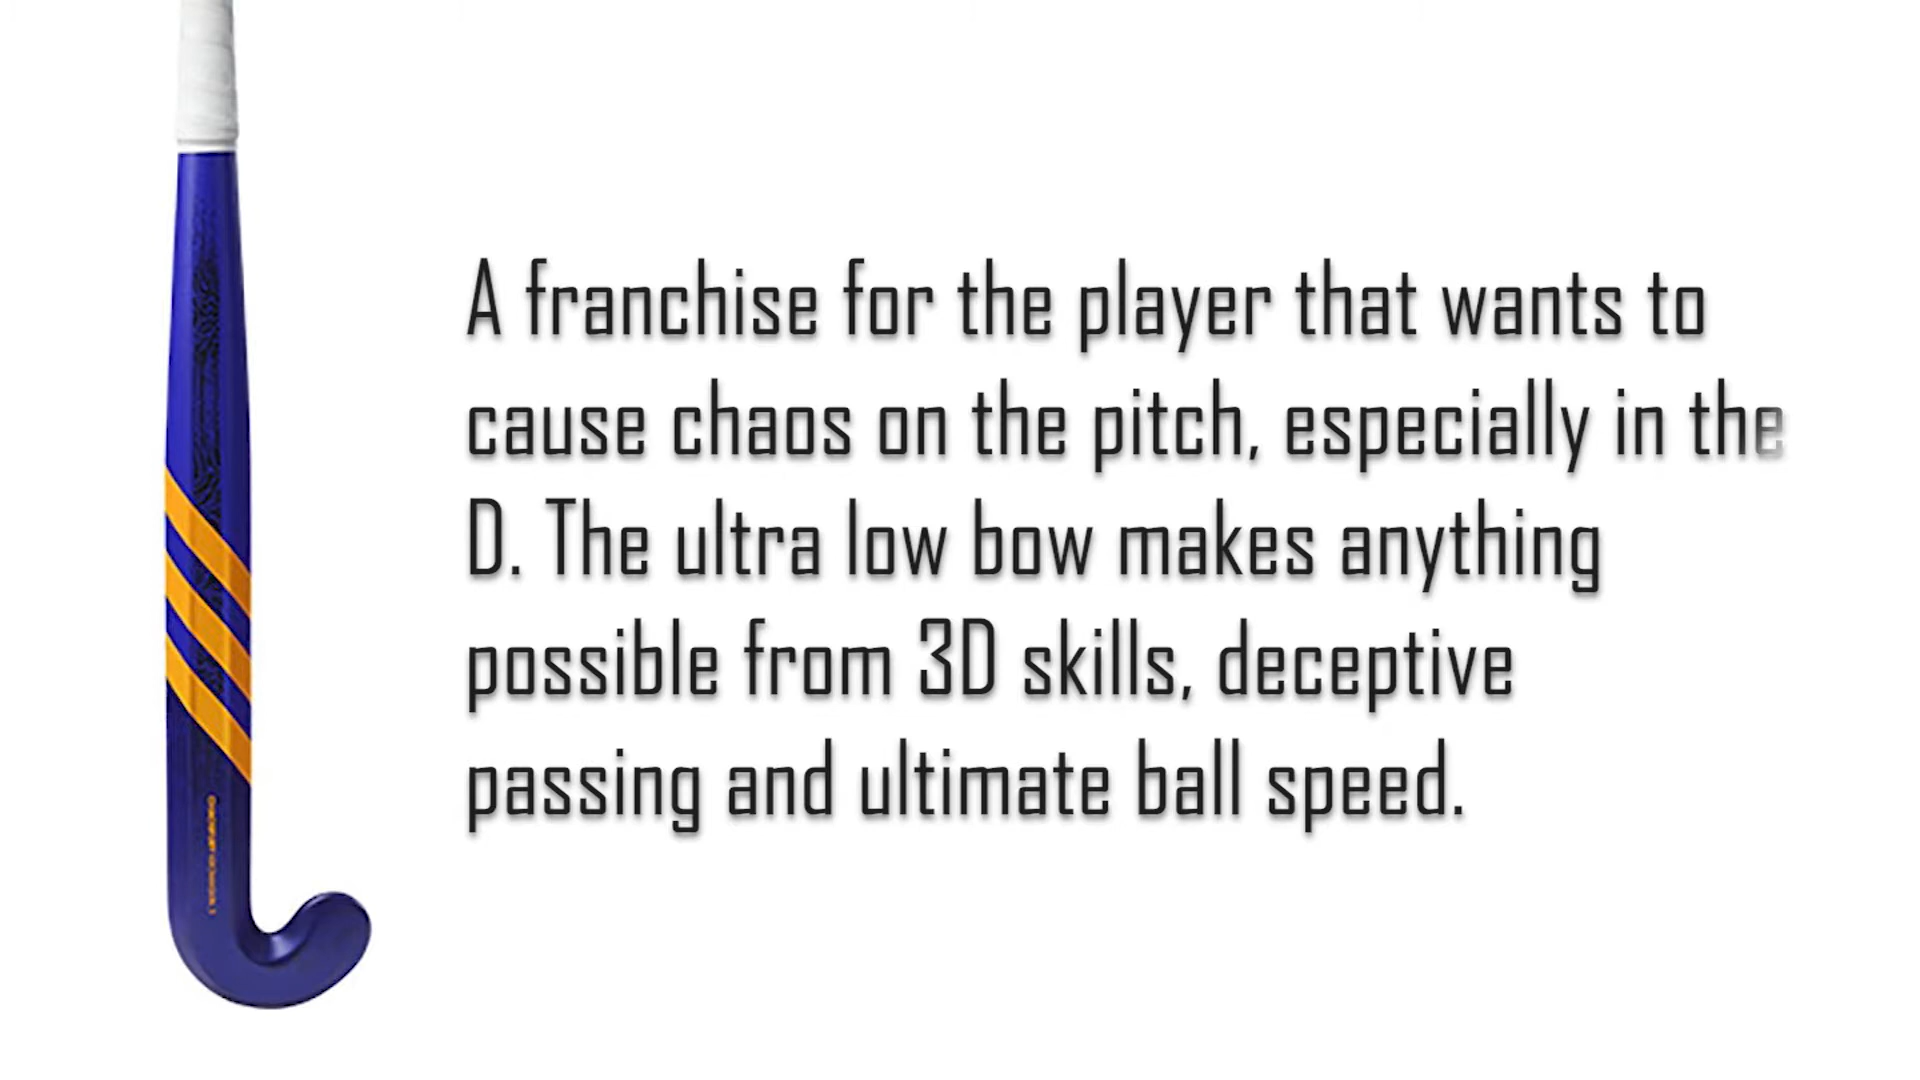 A franchise for the player that wants to
cause chaos on the pitch, especially in the
D. The ultra low bow makes anything
possible from 3D skills, deceptive
passing and ultimate ball speed.